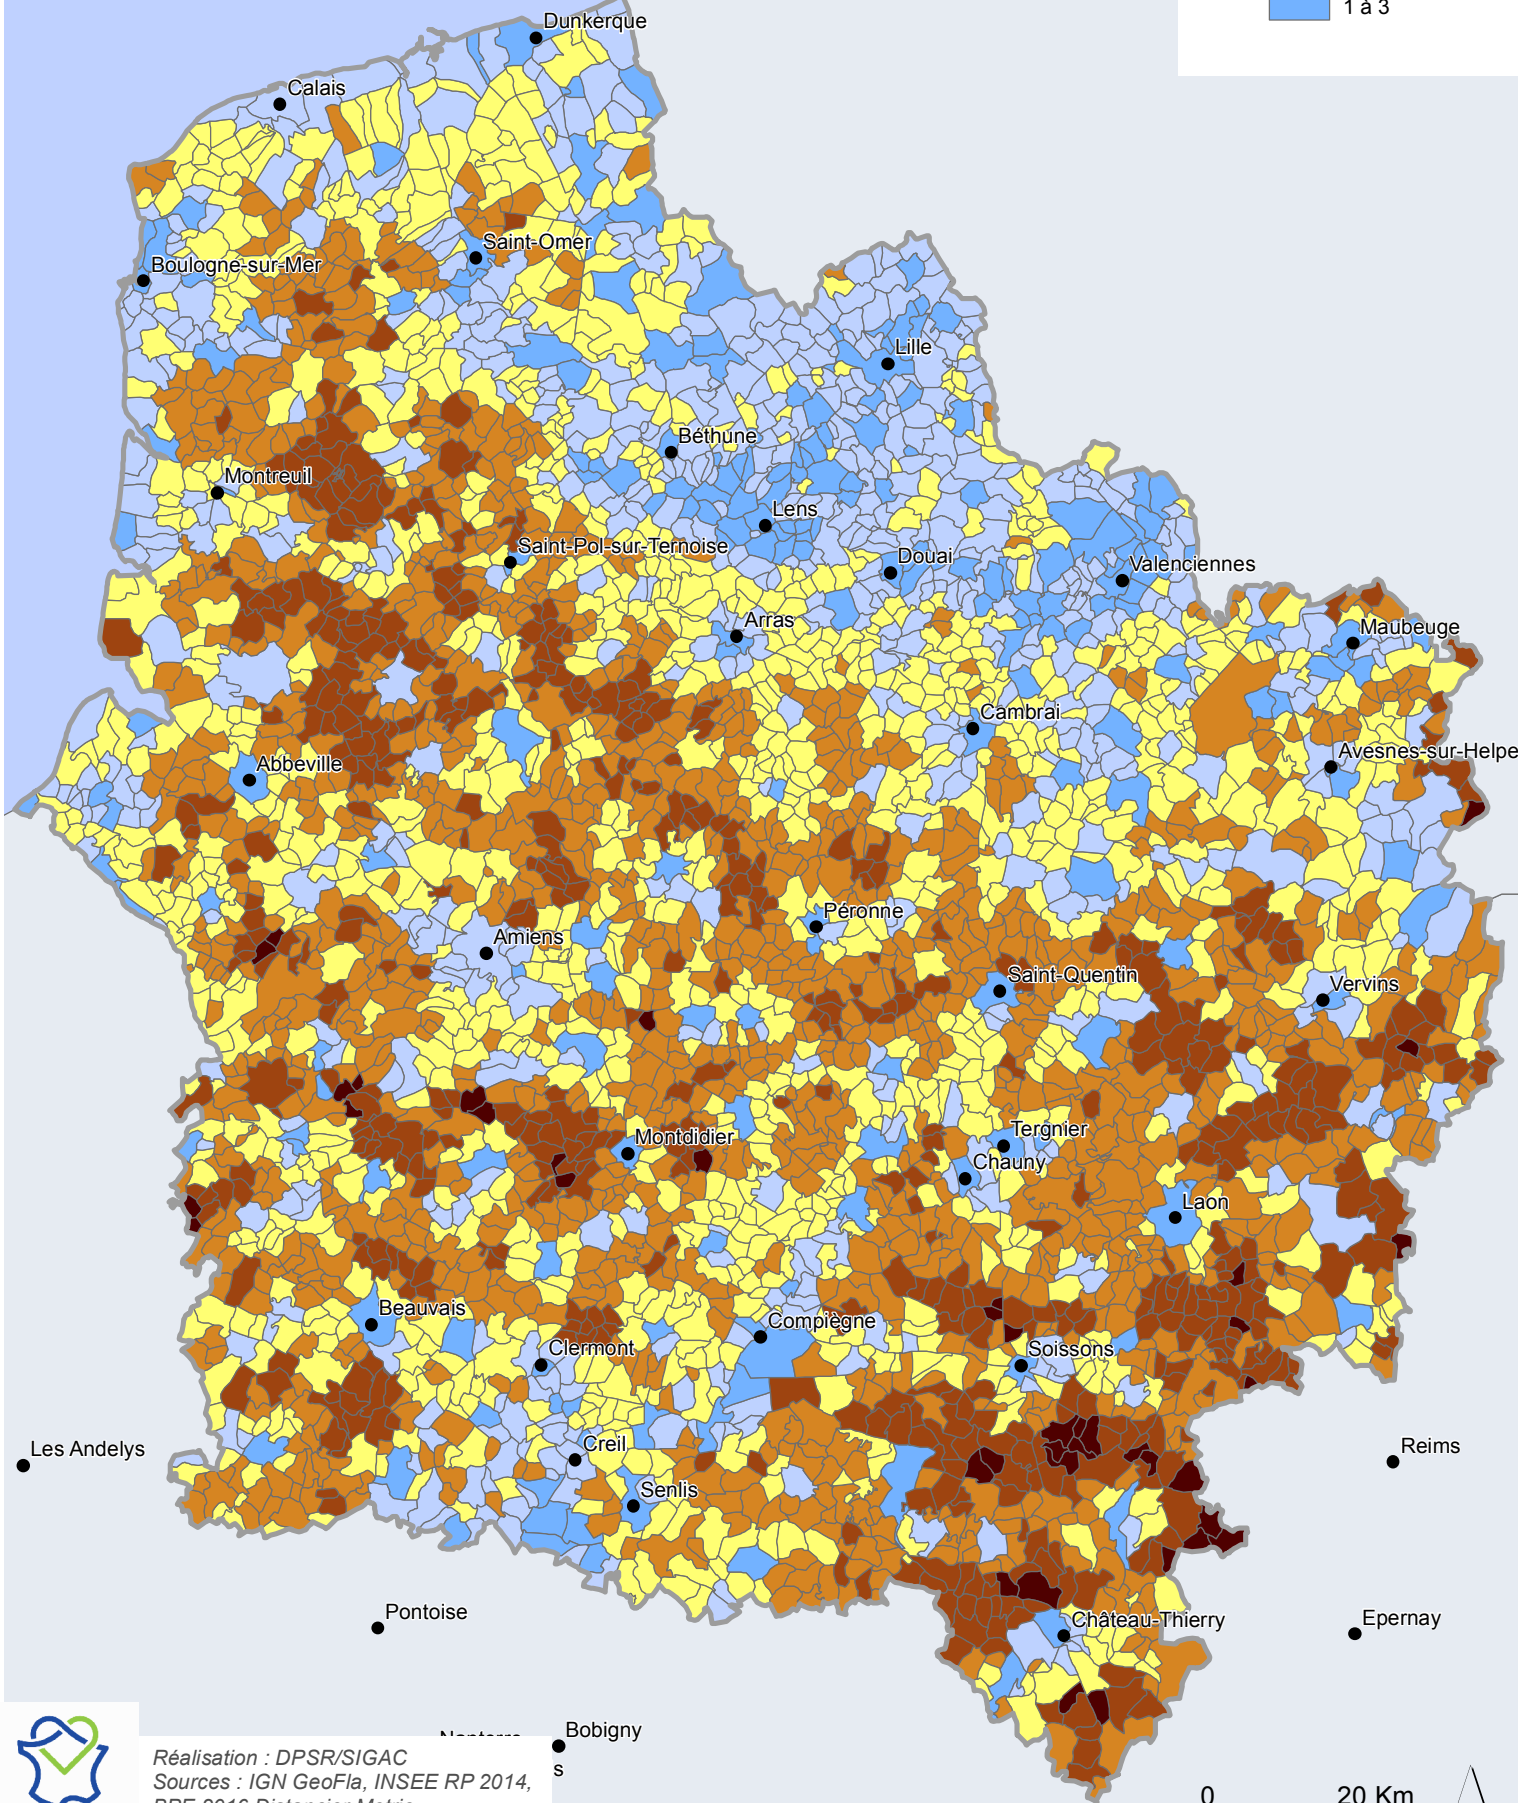 1 à 3
Dunkerque
Calais
Saint-Omer
Boulogne-sur-Mer
Lille
Béthune
Montreuil
Lens
Saint-Pol-sur-Ternoise
Douai
Valenciennes
Arras
Maubeuge
Cambrai
Avesnes-sur-Helpe
Abbeville
Péronne
Amiens
Saint-Quentin
Vervins
Tergnier
Montdidier
Chauny
Laon
Beauvais
Compiègne
Clermont
Soissons
Creil
Les Andelys
Reims
Senlis
Pontoise
Château-Thierry
Epernay
Bobigny
s
Réalisation : DPSR/SIGAC
Sources : IGN GeoFla, INSEE RP 2014,
0 20 Km